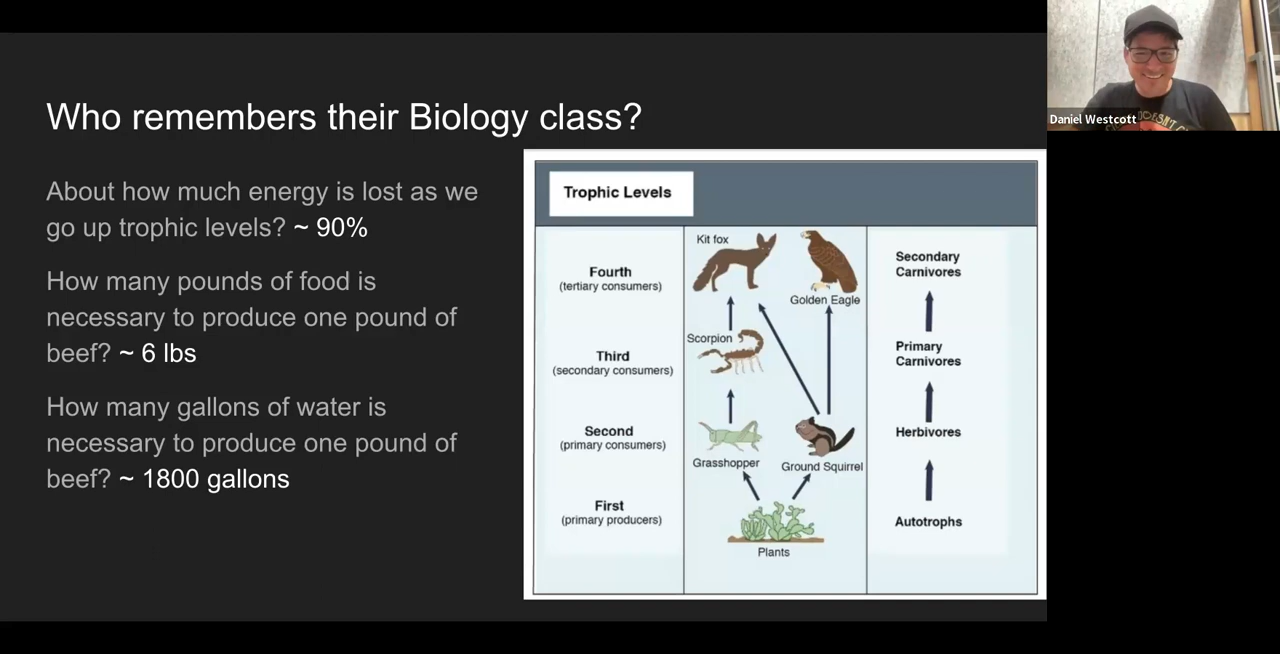 Who remembers their Biology class?
About how much energy is lost as we
go up trophic levels? ~ 90%
How many pounds of food is
necessary to produce one pound of
beef? ~ 6 lbs
How many gallons of water is
necessary to produce one pound of
beef? ~ 1800 gallons
Trophic Levels
Fourth
(tertiary consumers)
Third
(secondary consumers)
Second
(primary consumers)
First
(primary producers)
Kit fox
Golden Eagle
Scorpion
Grasshopper
Ground Squirrel
Plants
Secondary
Carnivores
Primary
Carnivores
Herbivores
Autotrophs
Daniel Westcott